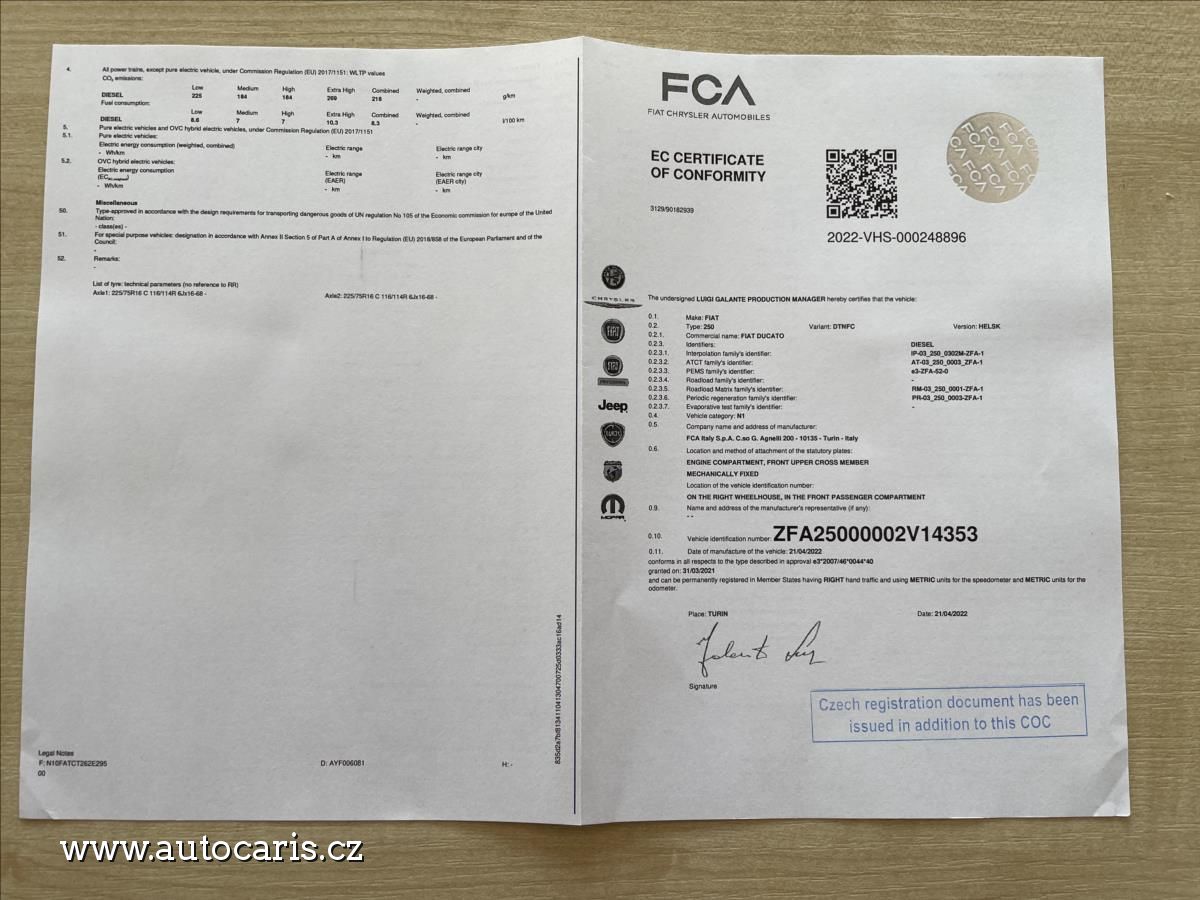 4. All power trains, except pure electric vehicle, under Commission Regulation (EU) 2017/1151: WLTP values
CO2 emissions:
Low Medium High Extra High Combined Weighted, combined
DIESEL 225 184 184 269 218 - g/km
Fuel consumption:
Low Medium High Extra High Combined Weighted, combined
DIESEL 8.6 7 7 10,3 8.3 - l/100 km
5. Pure electric vehicles and OVC hybrid electric vehicles, under Commission Regulation (EU) 2017/1151
5.1. Pure electric vehicles:
Electric energy consumption (weighted, combined) Electric range Electric range city
- Wh/km - km - km
5.2. OVC hybrid electric vehicles:
Electric energy consumption Electric range Electric range city
(EC (EAER) (EAER city)
- Wh/km - km - km
Miscellaneous
50. Type-approved in accordance with the design requirements for transporting dangerous goods of UN regulation No 105 of the Economic commission for europe of the United
Nation:
- class(es) -
51. For special purpose vehicles: designation in accordance with Annex II Section 5 of Part A of Annex I to Regulation (EU) 2018/858 of the European Parliament and of the
Council:
-
52. Remarks:
-
List of tyre: technical parameters (no reference to RR)
Axle1: 225/75R16 C 116/114R 6Jx16-68 - Axle2: 225/75R16 C 116/114R 6Jx16-68 -
Legal Notes
F: N10FATCT262E295 D: AYF006081 H: -
00
FCA
FIAT CHRYSLER AUTOMOBILES
EC CERTIFICATE
OF CONFORMITY
3129/90182939
2022-VHS-000248896
CHRYSLER
FIAT
FIAT
Jeep
MOPAR
The undersigned LUIGI GALANTE PRODUCTION MANAGER hereby certifies that the vehicle:
0.1. Make: FIAT
0.2. Type: 250 Variant: DTNFC Version: HELSK
0.2.1. Commercial name: FIAT DUCATO
0.2.3. Identifiers: DIESEL
0.2.3.1. Interpolation family's identifier: IP-03_250_0302M-ZFA-1
0.2.3.2. ATCT family's identifier: AT-03_250_0003_ZFA-1
0.2.3.3. PEMS family's identifier: e3-ZFA-52-0
0.2.3.4. Roadload family's identifier: -
0.2.3.5. Roadload Matrix family's identifier: RM-03_250_0001-ZFA-1
0.2.3.6. Periodic regeneration family's identifier: PR-03_250_0003-ZFA-1
0.2.3.7. Evaporative test family's identifier: -
0.4. Vehicle category: N1
0.5. Company name and address of manufacturer:
FCA Italy S.p.A. C.so G. Agnelli 200 - 10135 - Turin - Italy
0.6. Location and method of attachment of the statutory plates:
ENGINE COMPARTMENT, FRONT UPPER CROSS MEMBER
MECHANICALLY FIXED
Location of the vehicle identification number:
ON THE RIGHT WHEELHOUSE, IN THE FRONT PASSENGER COMPARTMENT
0.9. Name and address of the manufacturer's representative (if any):
- -
0.10. Vehicle identification number: ZFA25000002V14353
0.11. Date of manufacture of the vehicle: 21/04/2022
conforms in all respects to the type described in approval e3*2007/46*0044*40
granted on: 31/03/2021
and can be permanently registered in Member States having RIGHT hand traffic and using METRIC units for the speedometer and METRIC units for the
odometer.
Place: TURIN Date: 21/04/2022
Signature
Czech registration document has been
issued in addition to this COC
www.autocaris.cz